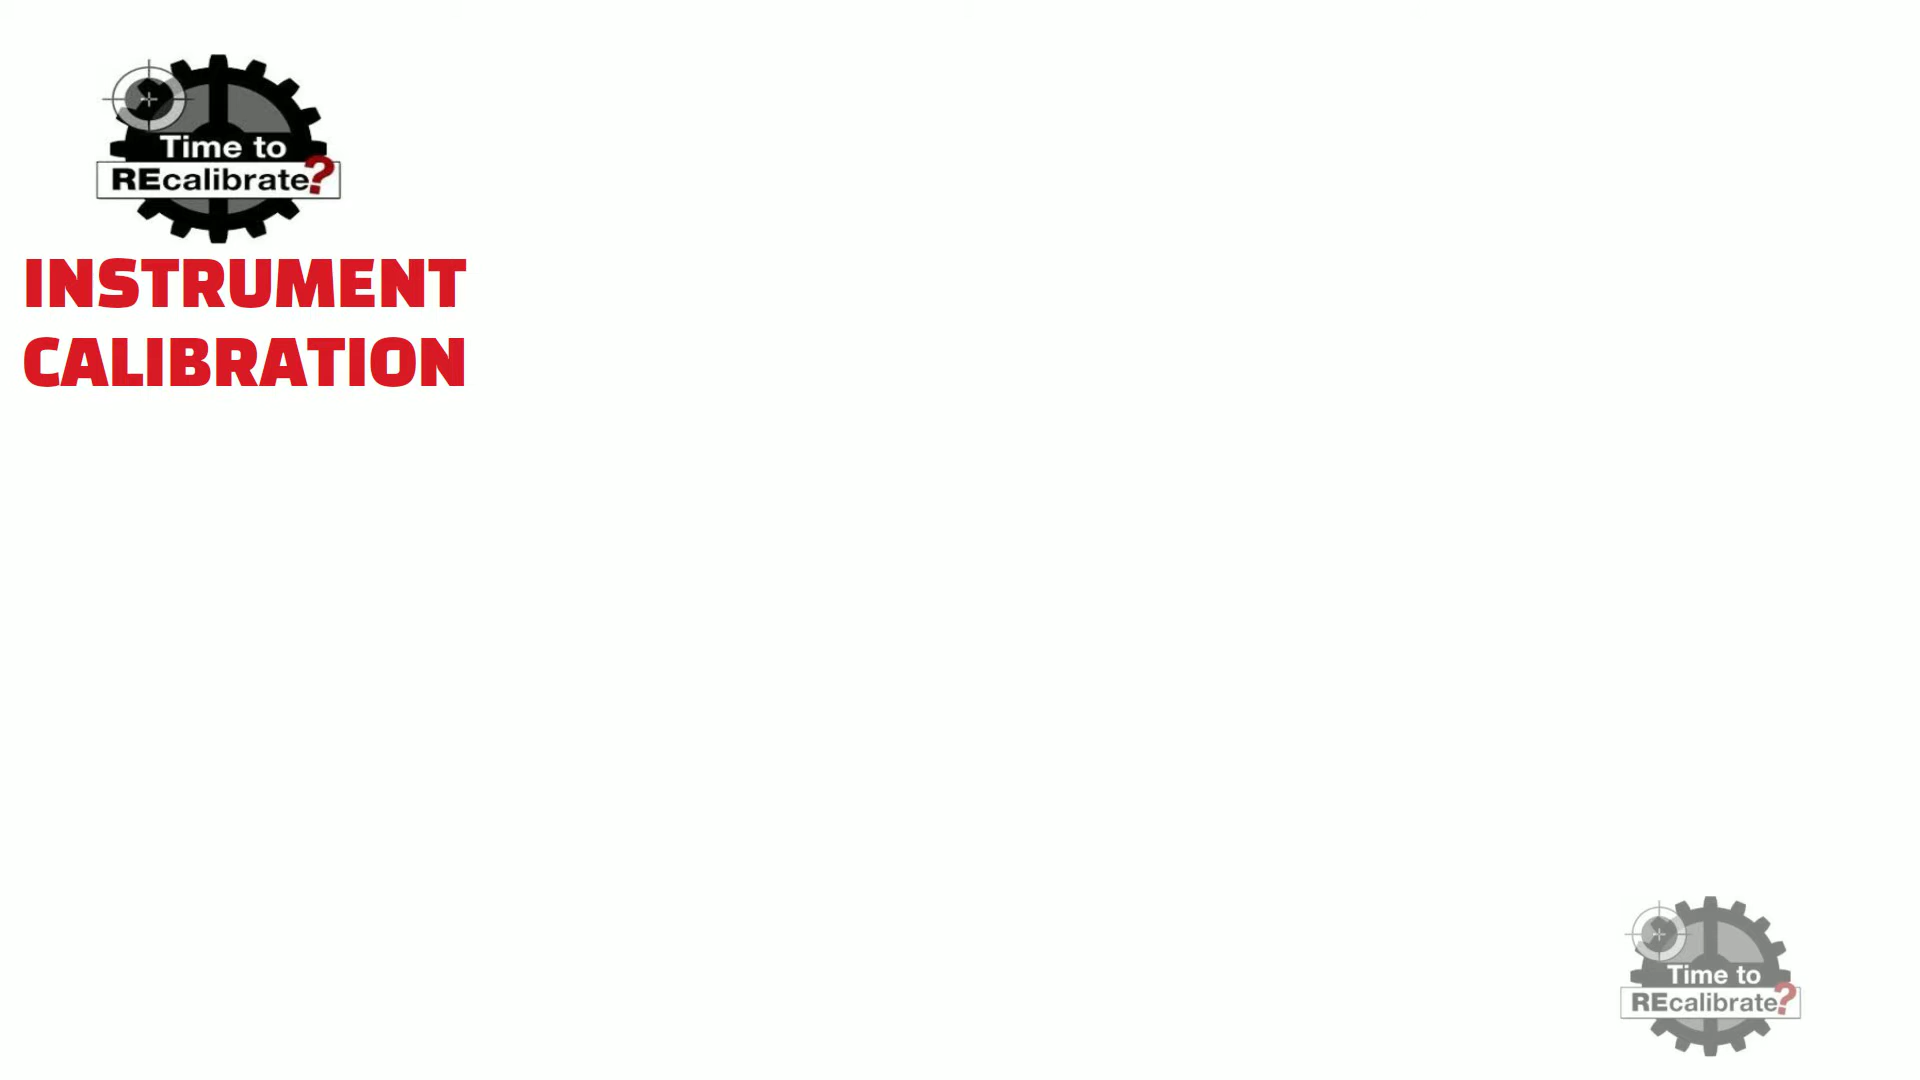 Time to
REcalibrate?
INSTRUMENT
CALIBRATION
Time to
REcalibrate?